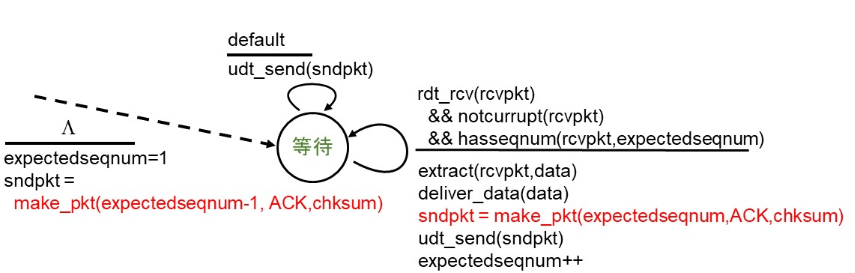 default
udt_send(sndpkt)
rdt_rcv(rcvpkt)
&& notcurrupt(rcvpkt)
&& hasseqnum(rcvpkt,expectedseqnum)
Λ
等待
expectedseqnum=1
sndpkt =
make_pkt(expectedseqnum-1, ACK,chksum)
extract(rcvpkt,data)
deliver_data(data)
sndpkt = make_pkt(expectedseqnum,ACK,chksum)
udt_send(sndpkt)
expectedseqnum++